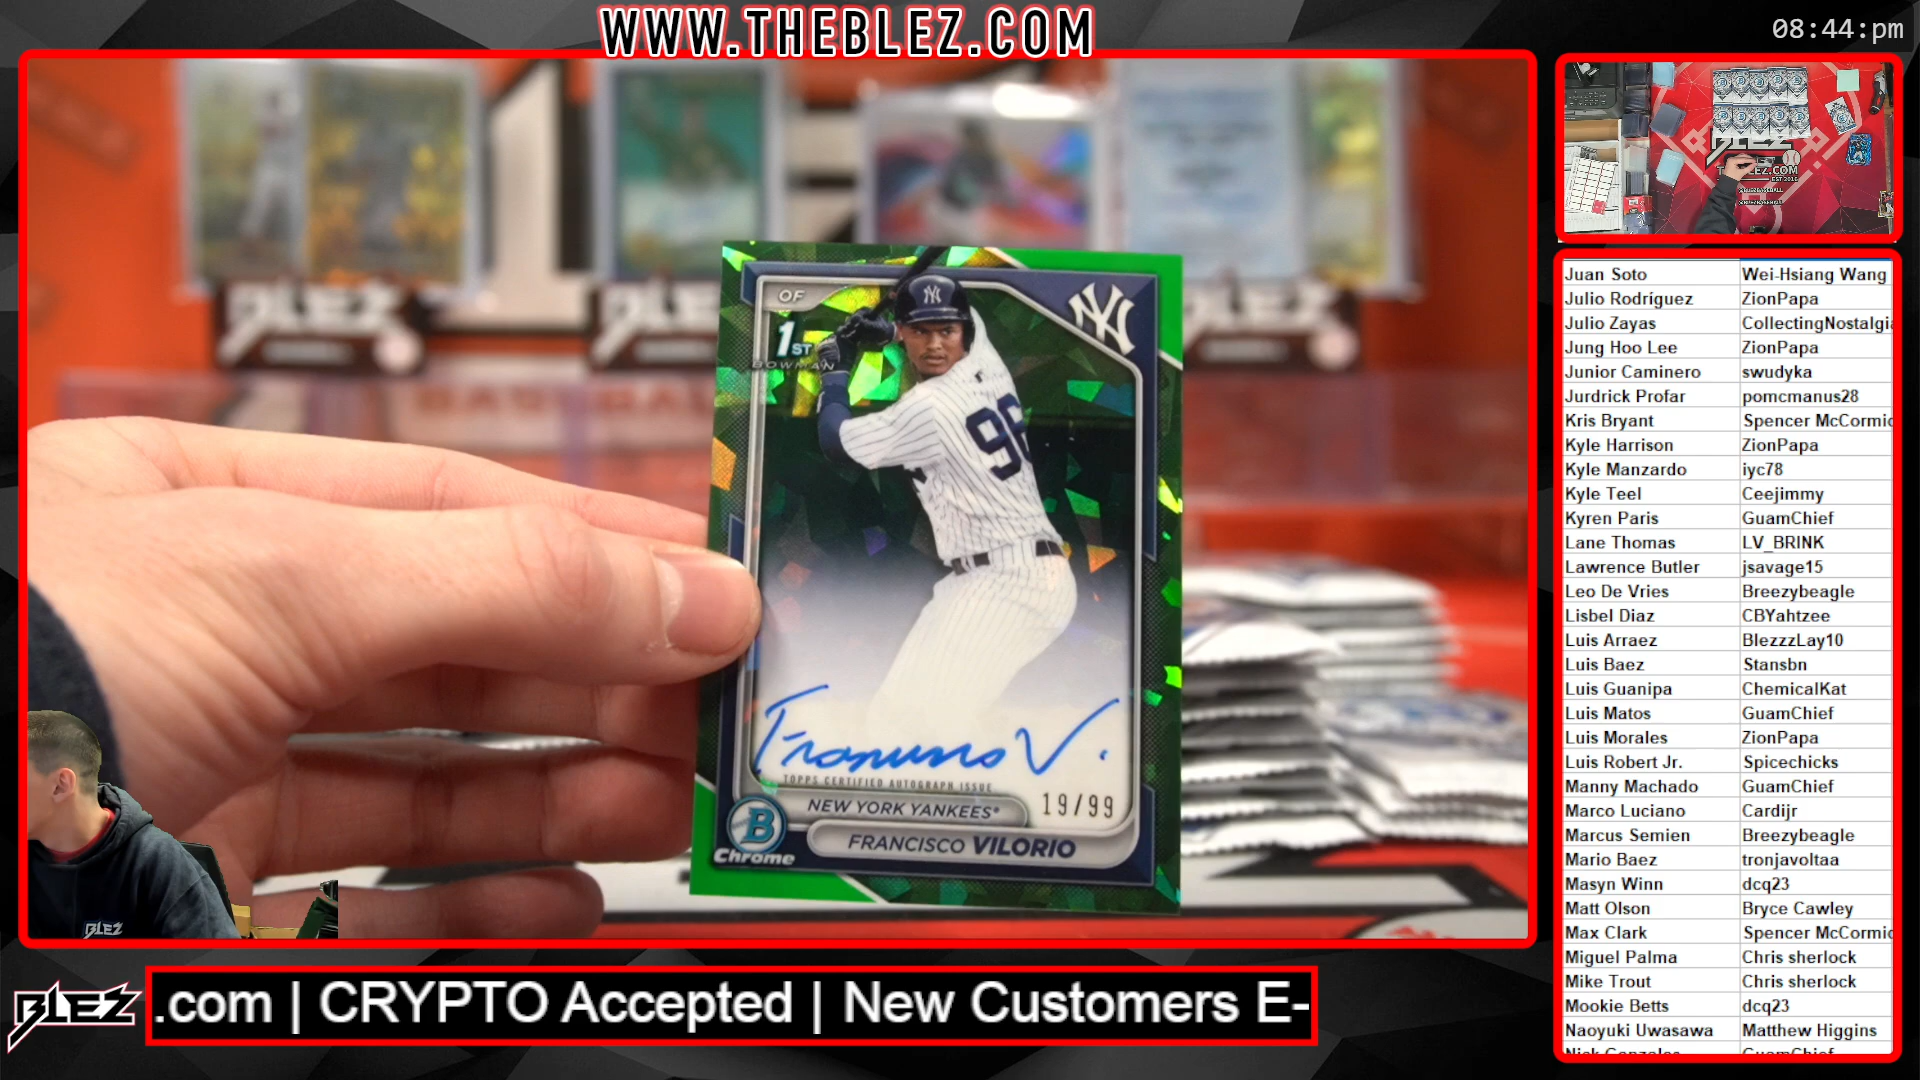 WWW.THEBLEZ.COM
08:44:pm
BLEZ
OF
1ST
BOWMAN
NY
NY
96
Francisco V.
TOPPS CERTIFIED AUTOGRAPH ISSUE
NEW YORK YANKEES®
19/99
B
Chrome
FRANCISCO VILORIO
BLEZ
BLEZ
.com | CRYPTO Accepted | New Customers E-
BLEZ
Juan Soto Wei-Hsiang Wang
Julio Rodríguez ZionPapa
Julio Zayas CollectingNostalgia
Jung Hoo Lee ZionPapa
Junior Caminero swudyka
Jurdrick Profar pomcmanus28
Kris Bryant Spencer McCormic
Kyle Harrison ZionPapa
Kyle Manzardo iyc78
Kyle Teel Ceejimmy
Kyren Paris GuamChief
Lane Thomas LV_BRINK
Lawrence Butler jsavage15
Leo De Vries Breezybeagle
Lisbel Diaz CBYahtzee
Luis Arraez BlezzzLay10
Luis Baez Stansbn
Luis Guanipa ChemicalKat
Luis Matos GuamChief
Luis Morales ZionPapa
Luis Robert Jr. Spicechicks
Manny Machado GuamChief
Marco Luciano Cardijr
Marcus Semien Breezybeagle
Mario Baez tronjavoltaa
Masyn Winn dcq23
Matt Olson Bryce Cawley
Max Clark Spencer McCormic
Miguel Palma Chris sherlock
Mike Trout Chris sherlock
Mookie Betts dcq23
Naoyuki Uwasawa Matthew Higgins